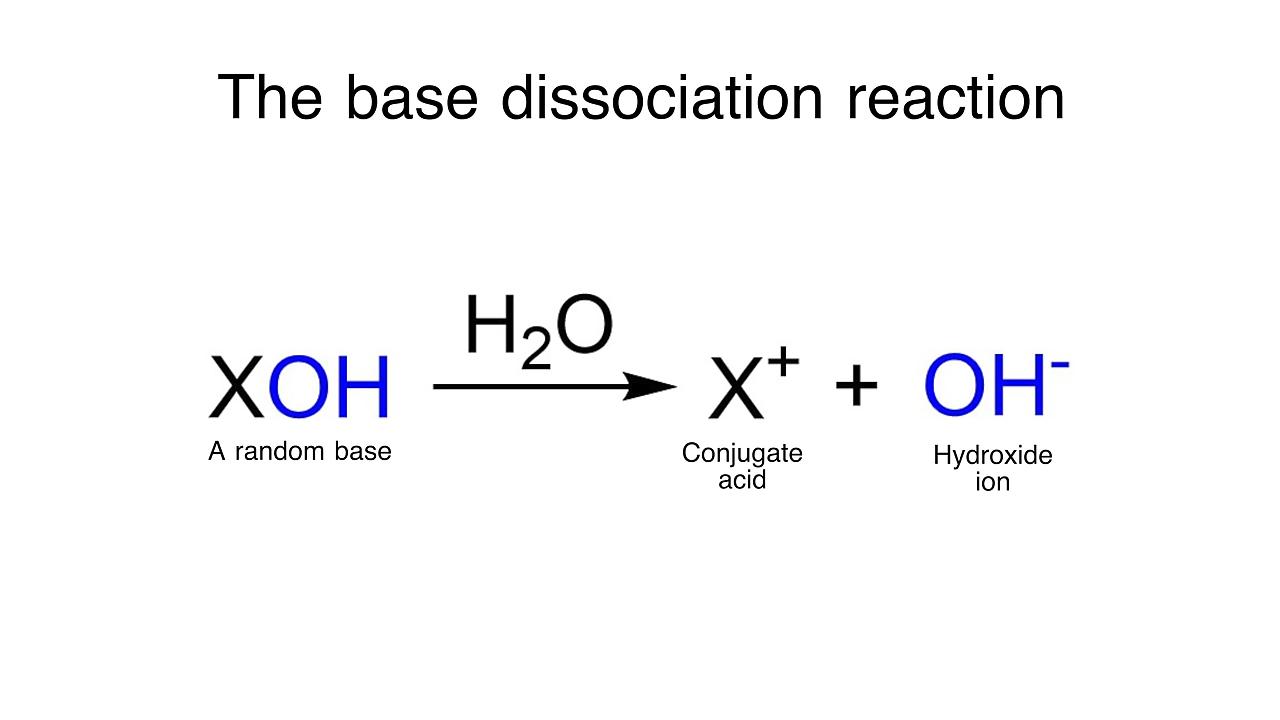 The base dissociation reaction
H₂O
XOH X⁺ + OH⁻
A random base
Conjugate
acid
Hydroxide
ion